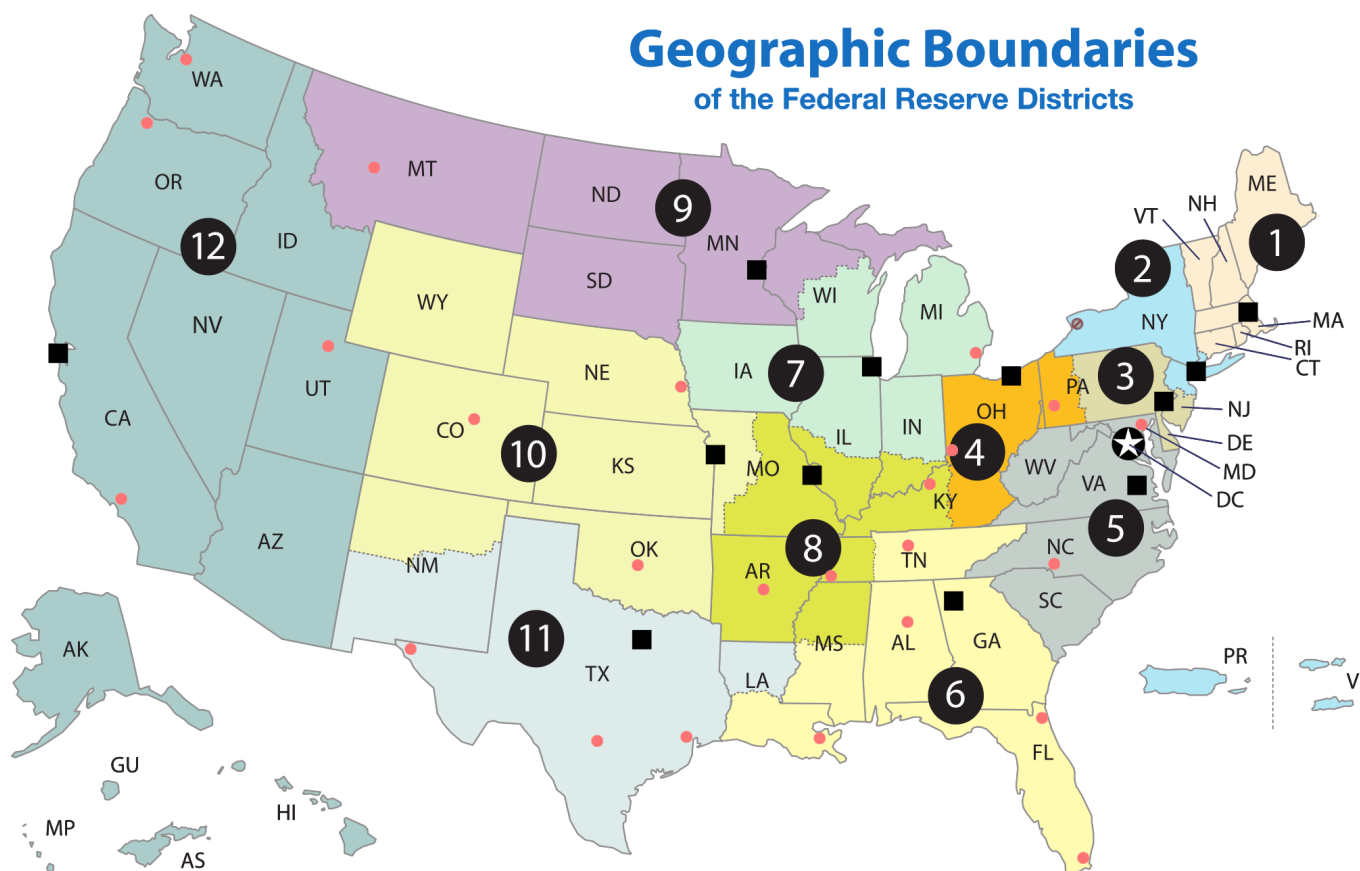 Geographic Boundaries
of the Federal Reserve Districts
WA
MT
ME
OR
ND
9
NH
VT
12
ID
MN
1
2
SD
WI
WY
MI
NV
NY
MA
RI
CT
UT
NE
IA
7
3
PA
CA
CO
OH
NJ
IL
IN
DE
10
KS
MO
4
WV
MD
VA
DC
KY
5
AZ
NM
OK
8
TN
NC
AR
SC
AK
11
TX
MS
AL
GA
PR
LA
6
V
FL
GU
HI
MP
AS